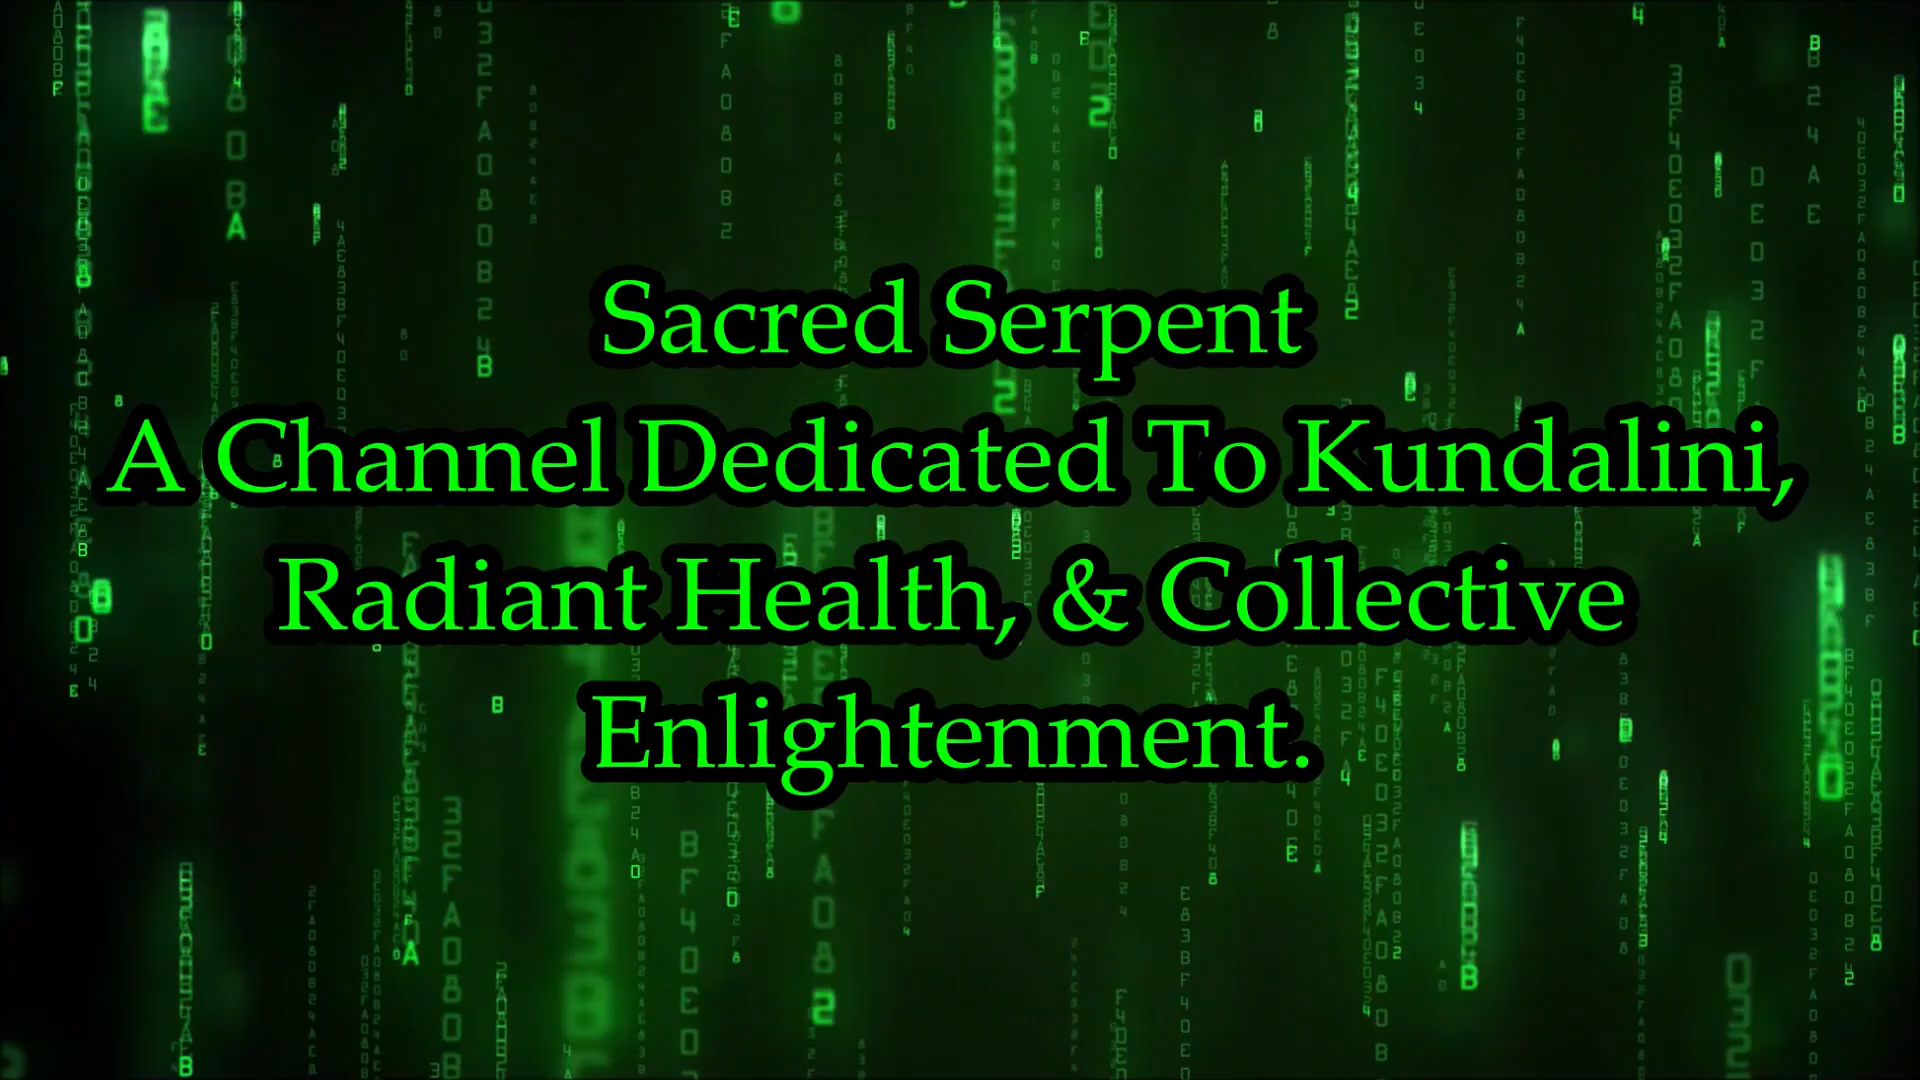 Sacred Serpent
A Channel Dedicated To Kundalini,
Radiant Health, & Collective
Enlightenment.